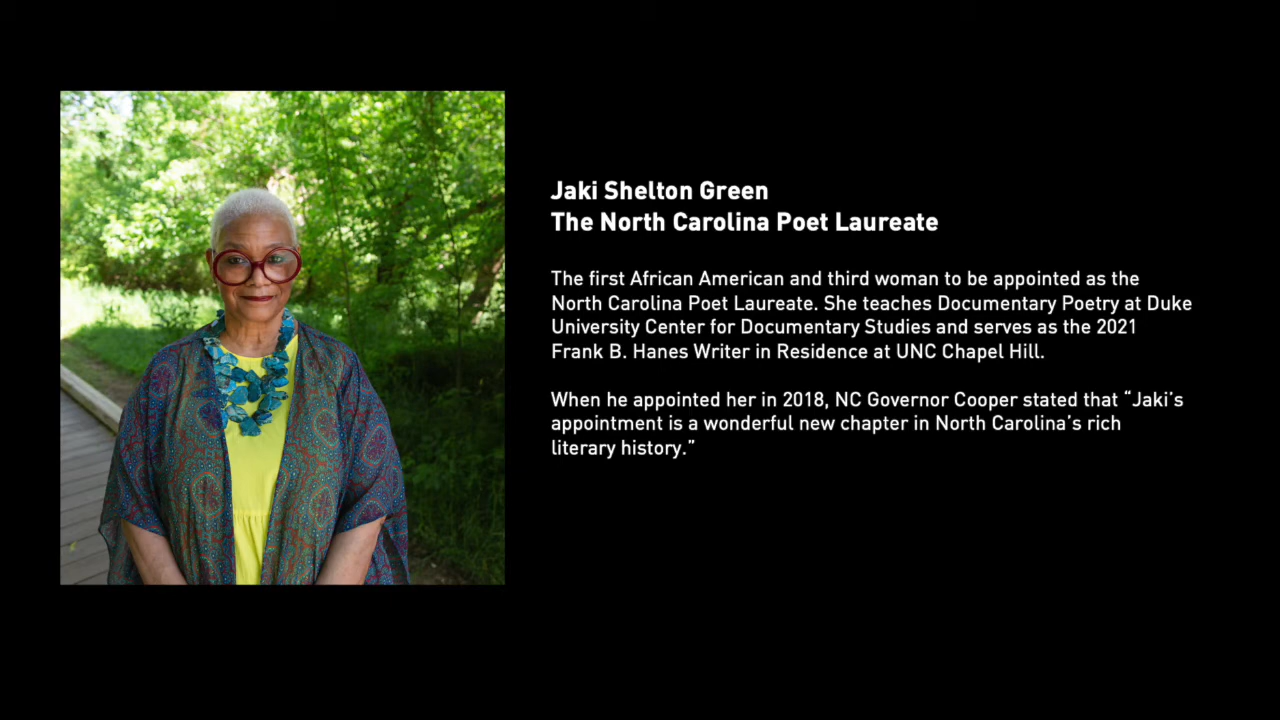 Jaki Shelton Green
The North Carolina Poet Laureate
The first African American and third woman to be appointed as the
North Carolina Poet Laureate. She teaches Documentary Poetry at Duke
University Center for Documentary Studies and serves as the 2021
Frank B. Hanes Writer in Residence at UNC Chapel Hill.
When he appointed her in 2018, NC Governor Cooper stated that “Jaki’s
appointment is a wonderful new chapter in North Carolina’s rich
literary history.”